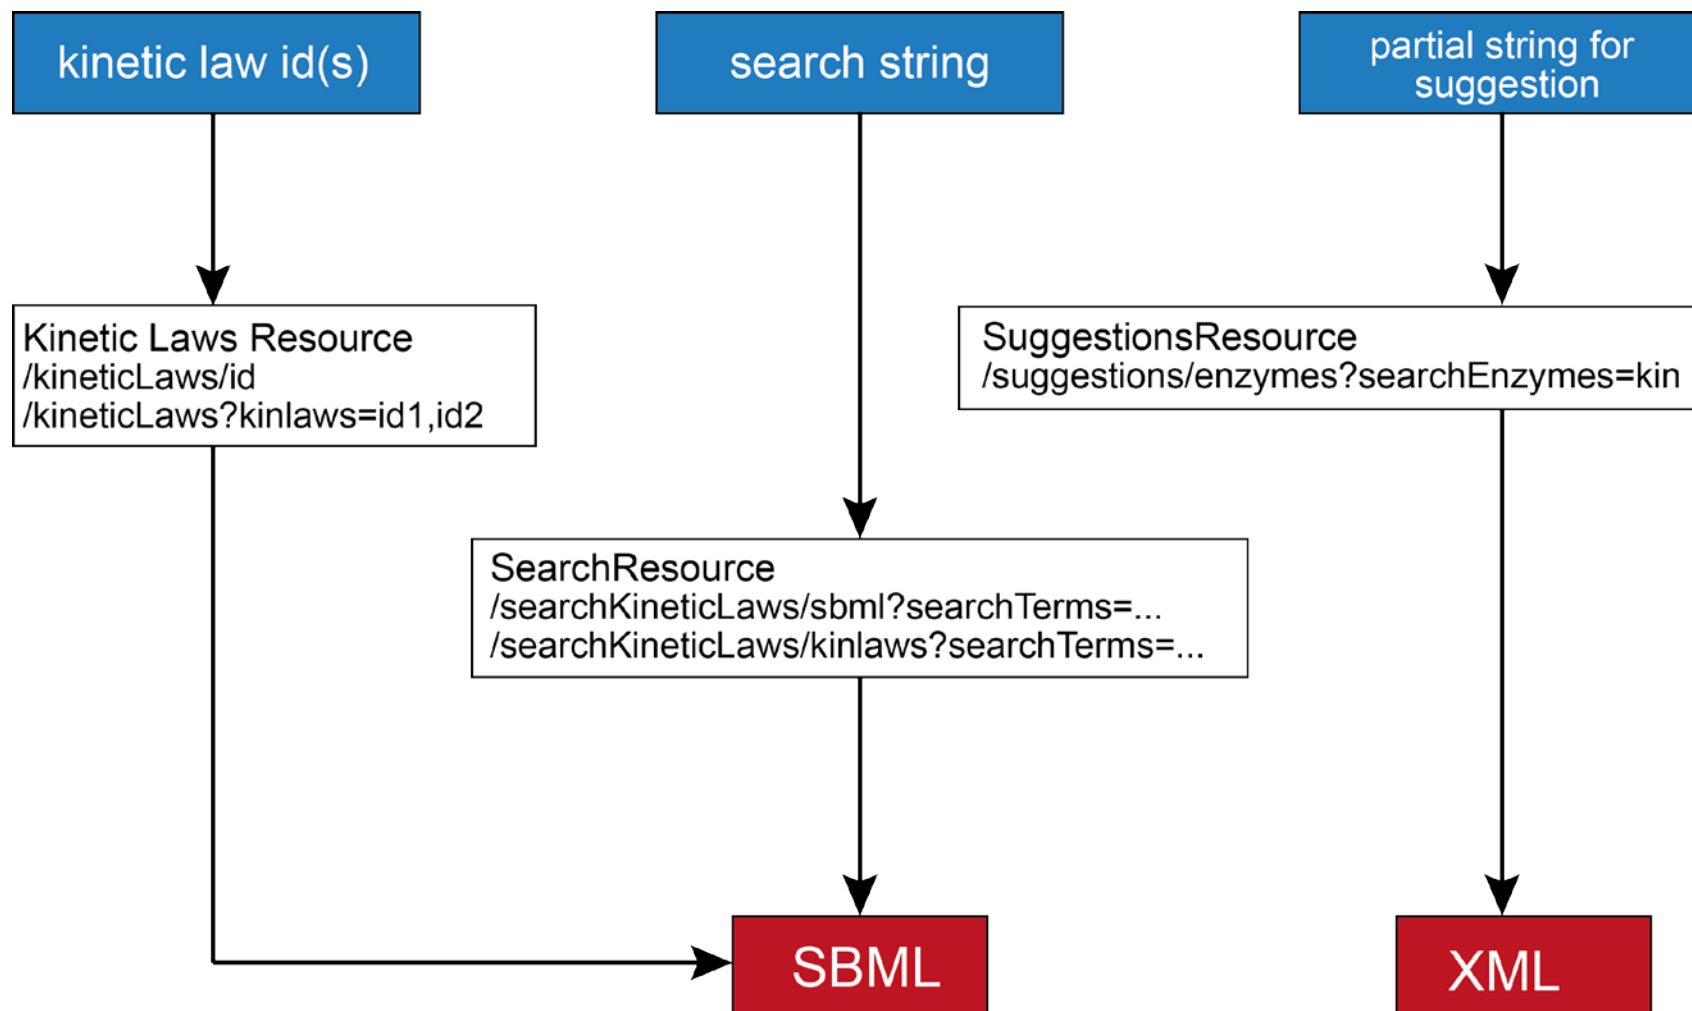 kinetic law id(s)
search string
partial string for
suggestion
Kinetic Laws Resource
/kineticLaws/id
/kineticLaws?kinlaws=id1,id2
SuggestionsResource
/suggestions/enzymes?searchEnzymes=kin
SearchResource
/searchKineticLaws/sbml?searchTerms=...
/searchKineticLaws/kinlaws?searchTerms=...
SBML
XML